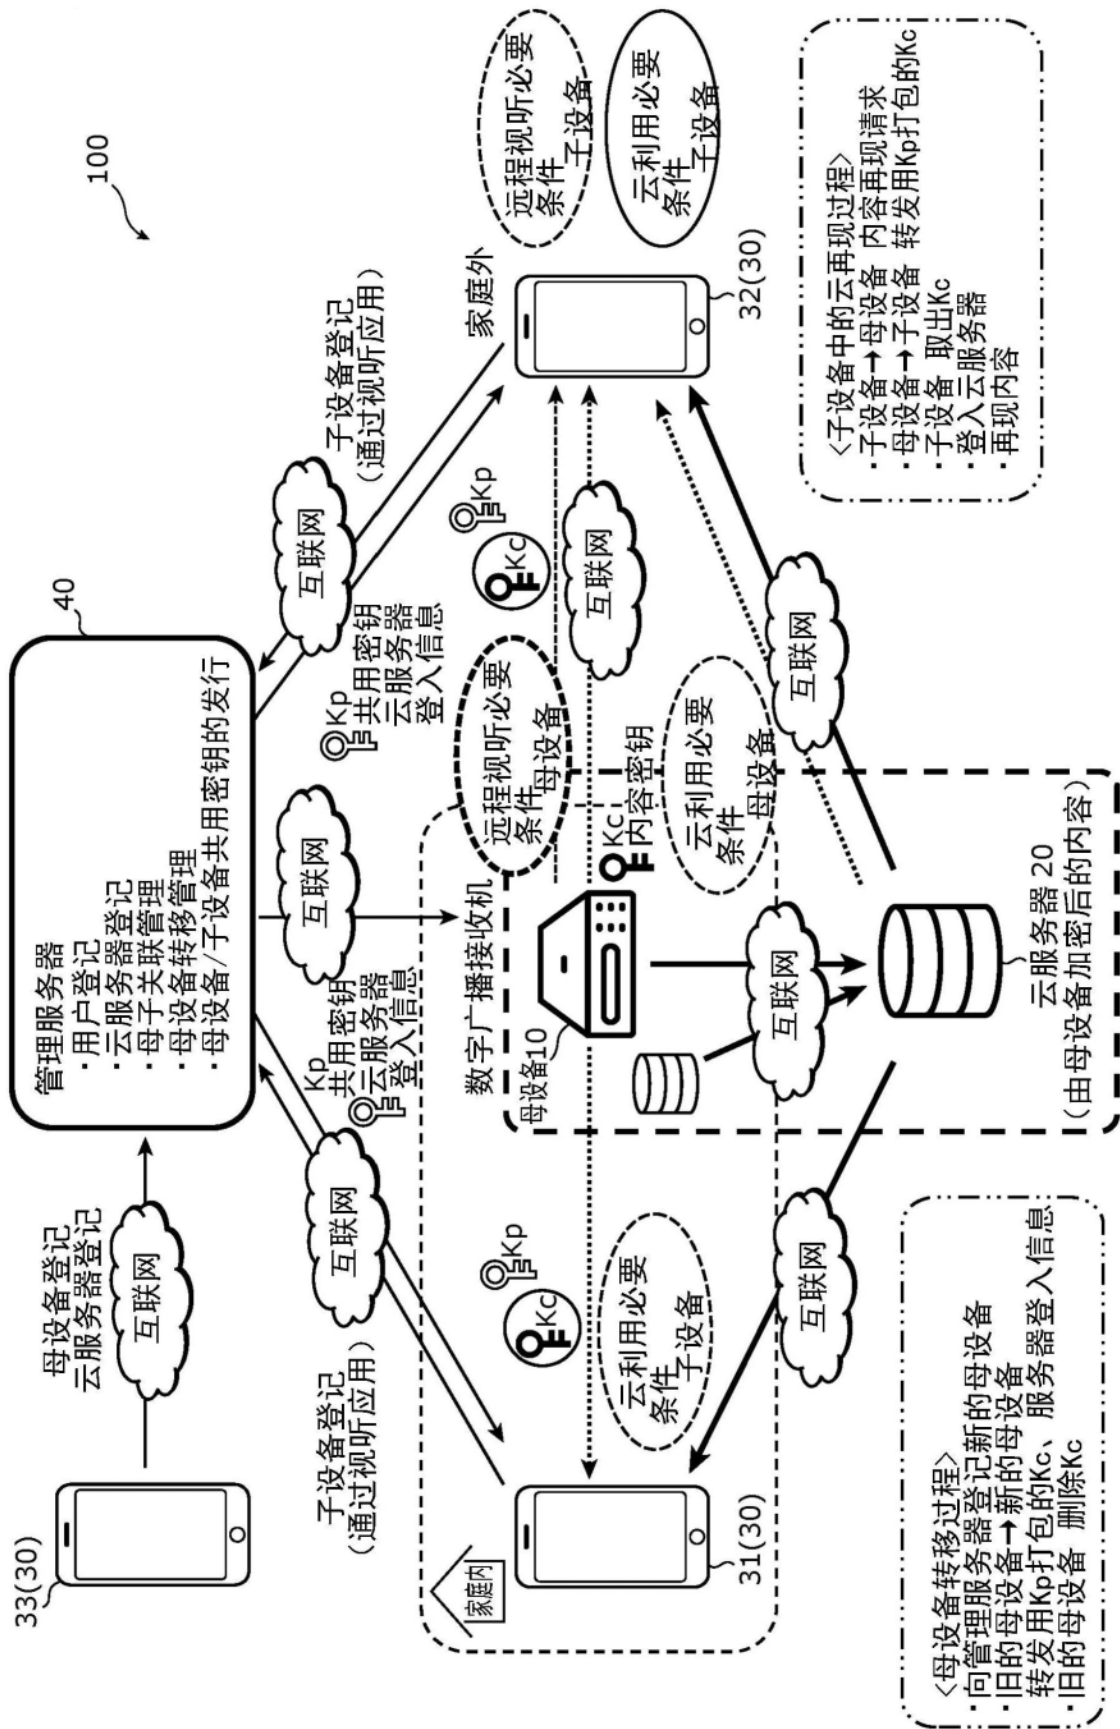 100
33(30)
母设备登记
云服务器登记
互联网
40
管理服务器
・用户登记
・云服务器登记
・母子关联管理
・母设备转移管理
・母设备/子设备共用密钥的发行
子设备登记
(通过视听应用)
互联网
Kp
共用密钥
云服务器
登入信息
互联网
Kp
共用密钥
云服务器
登入信息
互联网
子设备登记
(通过视听应用)
家庭内
31(30)
Kp
Kc
云利用必要
条件
子设备
数字广播接收机
母设备10
Kc
内容密钥
远程视听必要
条件
母设备
云利用必要
条件
母设备
Kp
Kc
互联网
家庭外
32(30)
远程视听必要
条件
子设备
云利用必要
条件
子设备
互联网
互联网
互联网
云服务器 20
(由母设备加密后的内容)
<母设备转移过程>
・向管理服务器登记新的母设备
・旧的母设备→新的母设备
转发用Kp打包的Kc、服务器登入信息
・旧的母设备 删除Kc
<子设备中的云再现过程>
・子设备→母设备 内容再现请求
・母设备→子设备 转发用Kp打包的Kc
・子设备 取出Kc
・登入云服务器
・再现内容